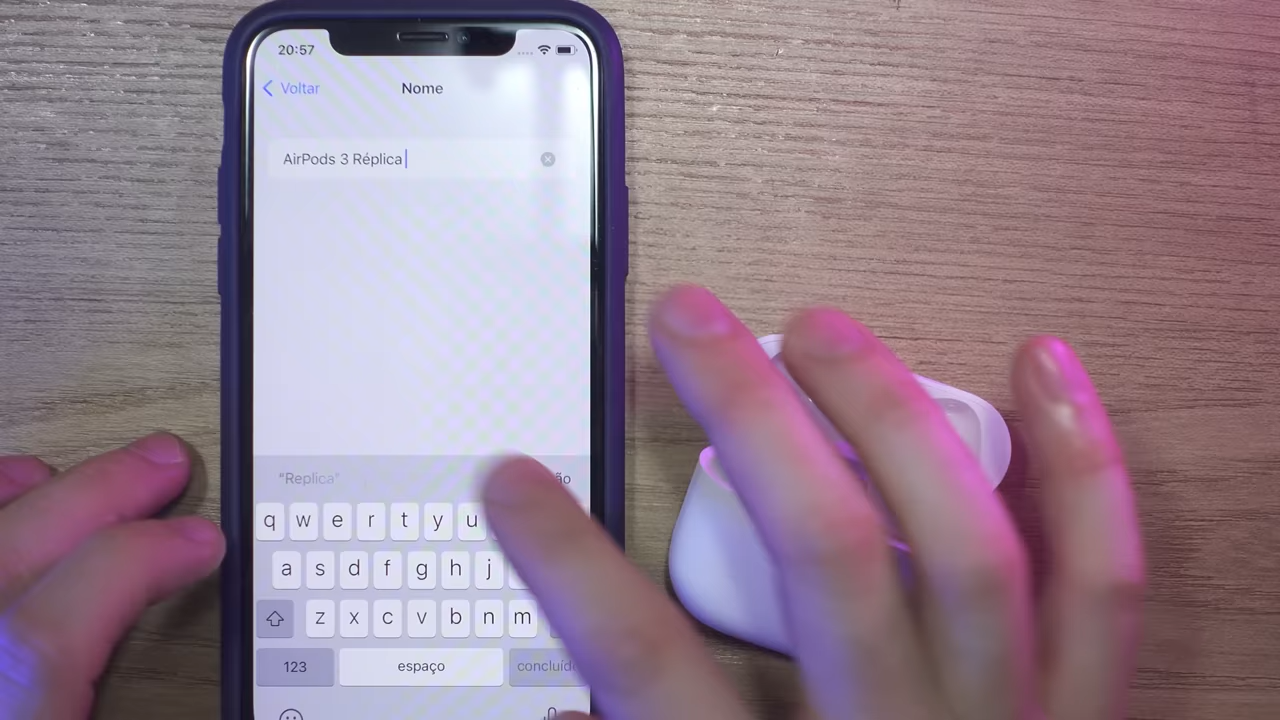 20:57
Voltar
Nome
AirPods 3 Réplica
"Replica"
q w e r t y u
a s d f g h j
z x c v b n m
123 espaço